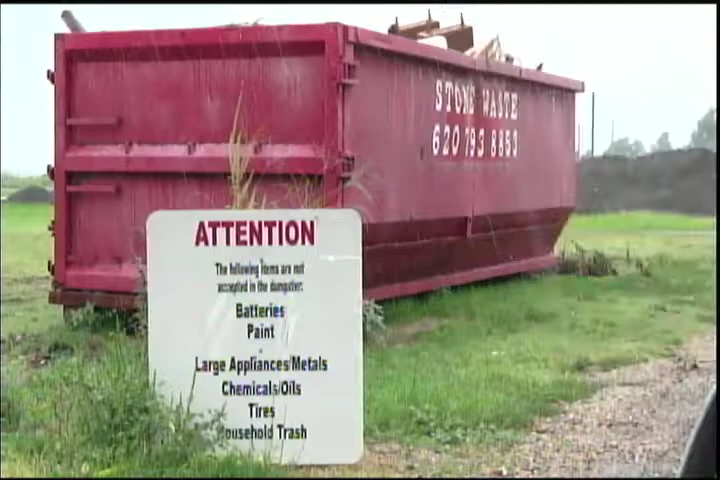 STONE WASTE
620 793 8853
ATTENTION
The following items are not
accepted in the dumpster:
Batteries
Paint
Large Appliances/Metals
Chemicals/Oils
Tires
Household Trash